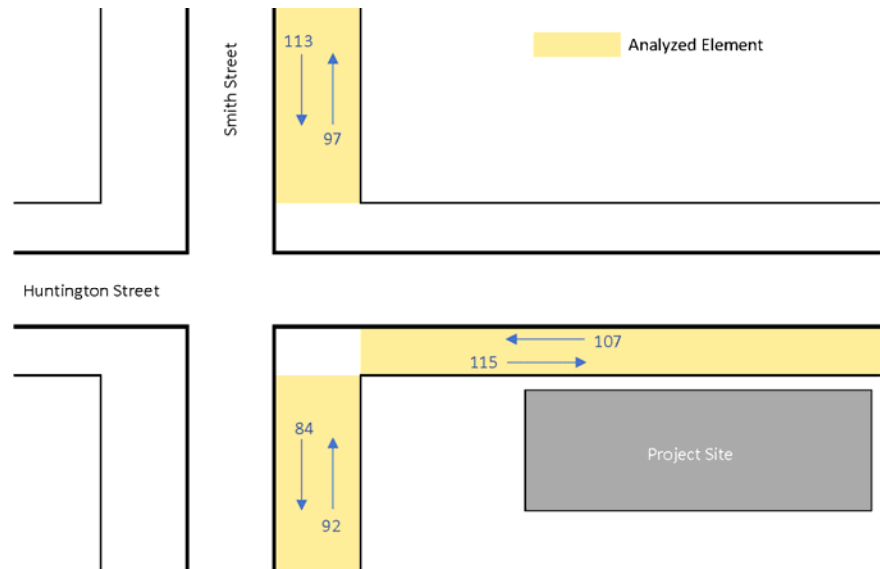 113
Smith Street
Analyzed Element
97
Huntington Street
107
115
84
Project Site
92